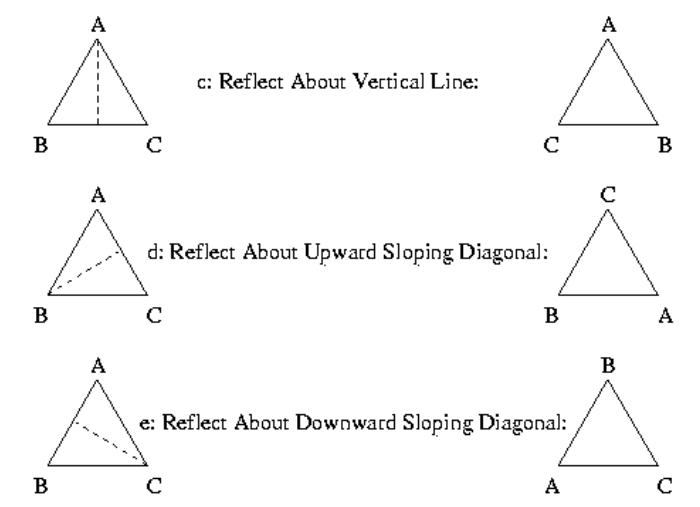 A A
c: Reflect About Vertical Line:
B C C B
A C
d: Reflect About Upward Sloping Diagonal:
B C B A
A B
e: Reflect About Downward Sloping Diagonal:
B C A C